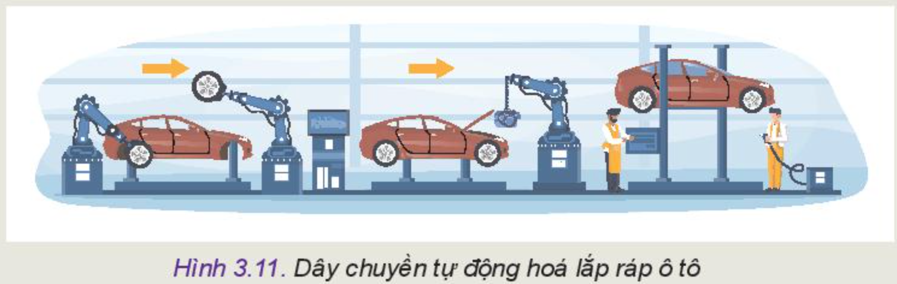 Hình 3.11. Dây chuyền tự động hoá lắp ráp ô tô